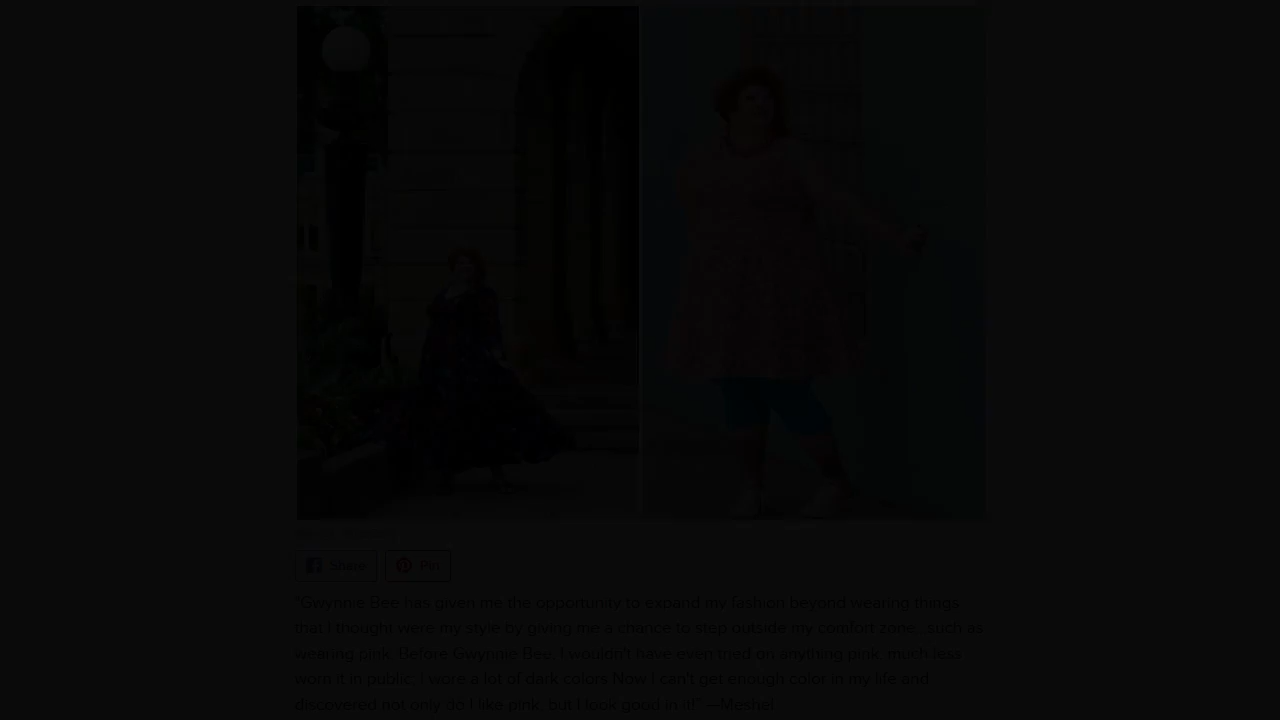 Share
Pin
"Gwynnie Bee has given me the opportunity to expand my fashion beyond wearing things
that I thought were my style by giving me a chance to step outside my comfort zone...such as
wearing pink. Before Gwynnie Bee, I wouldn't have even tried on anything pink, much less
worn it in public. I wore a lot of dark colors. Now I can't get enough color in my life and
discovered not only do I like pink, but I look good in it!" —Meshel